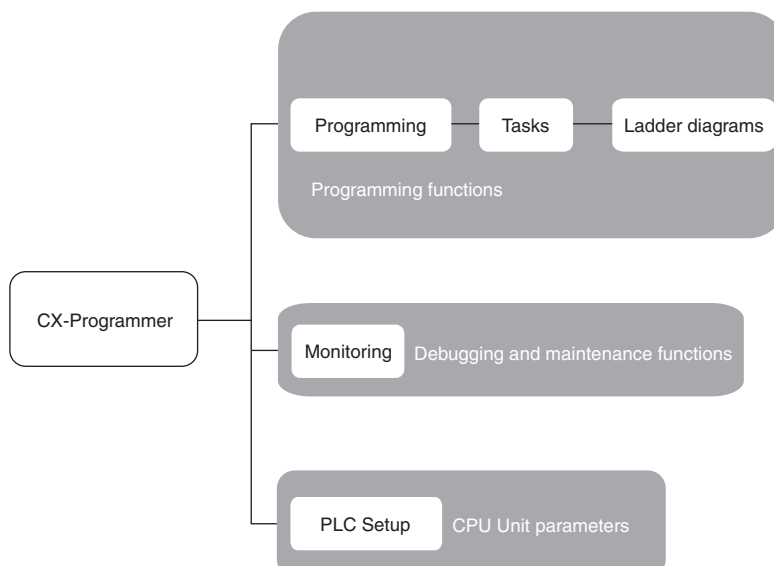 Programming
Tasks
Ladder diagrams
Programming functions
CX-Programmer
Monitoring
Debugging and maintenance functions
PLC Setup
CPU Unit parameters